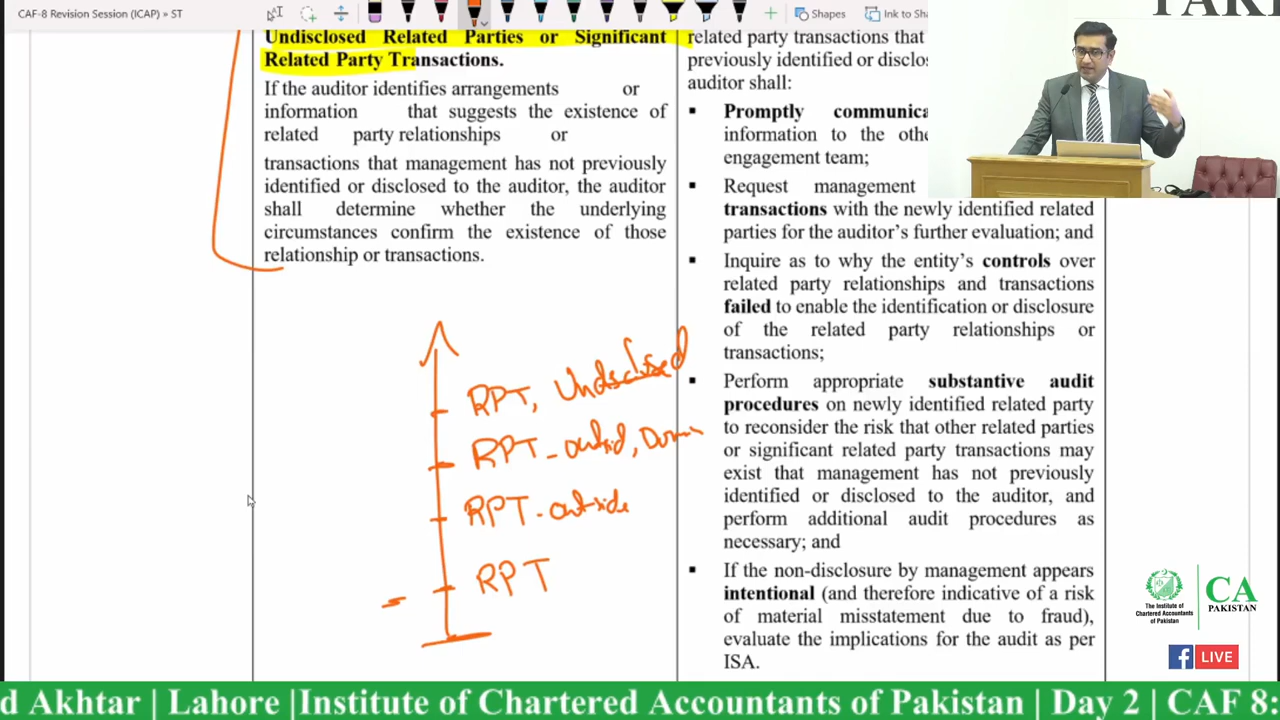 CAF-8 Revision Session (ICAP) » ST
Shapes
Ink to Sh
Undisclosed Related Parties or Significant
Related Party Transactions.
If the auditor identifies arrangements or
information that suggests the existence of
related party relationships or
transactions that management has not previously
identified or disclosed to the auditor, the auditor
shall determine whether the underlying
circumstances confirm the existence of those
relationship or transactions.
RPT, Undisclosed
RPT - outsid, Domin
RPT - outside
RPT
related party transactions that
previously identified or disclo
auditor shall:
▪ Promptly communica
information to the othe
engagement team;
▪ Request management
transactions with the newly identified related
parties for the auditor's further evaluation; and
▪ Inquire as to why the entity's controls over
related party relationships and transactions
failed to enable the identification or disclosure
of the related party relationships or
transactions;
▪ Perform appropriate substantive audit
procedures on newly identified related party
to reconsider the risk that other related parties
or significant related party transactions may
exist that management has not previously
identified or disclosed to the auditor, and
perform additional audit procedures as
necessary; and
▪ If the non-disclosure by management appears
intentional (and therefore indicative of a risk
of material misstatement due to fraud),
evaluate the implications for the audit as per
ISA.
The Institute of
Chartered Accountants
of Pakistan
CA
PAKISTAN
f LIVE
d Akhtar | Lahore |Institute of Chartered Accountants of Pakistan | Day 2 | CAF 8: